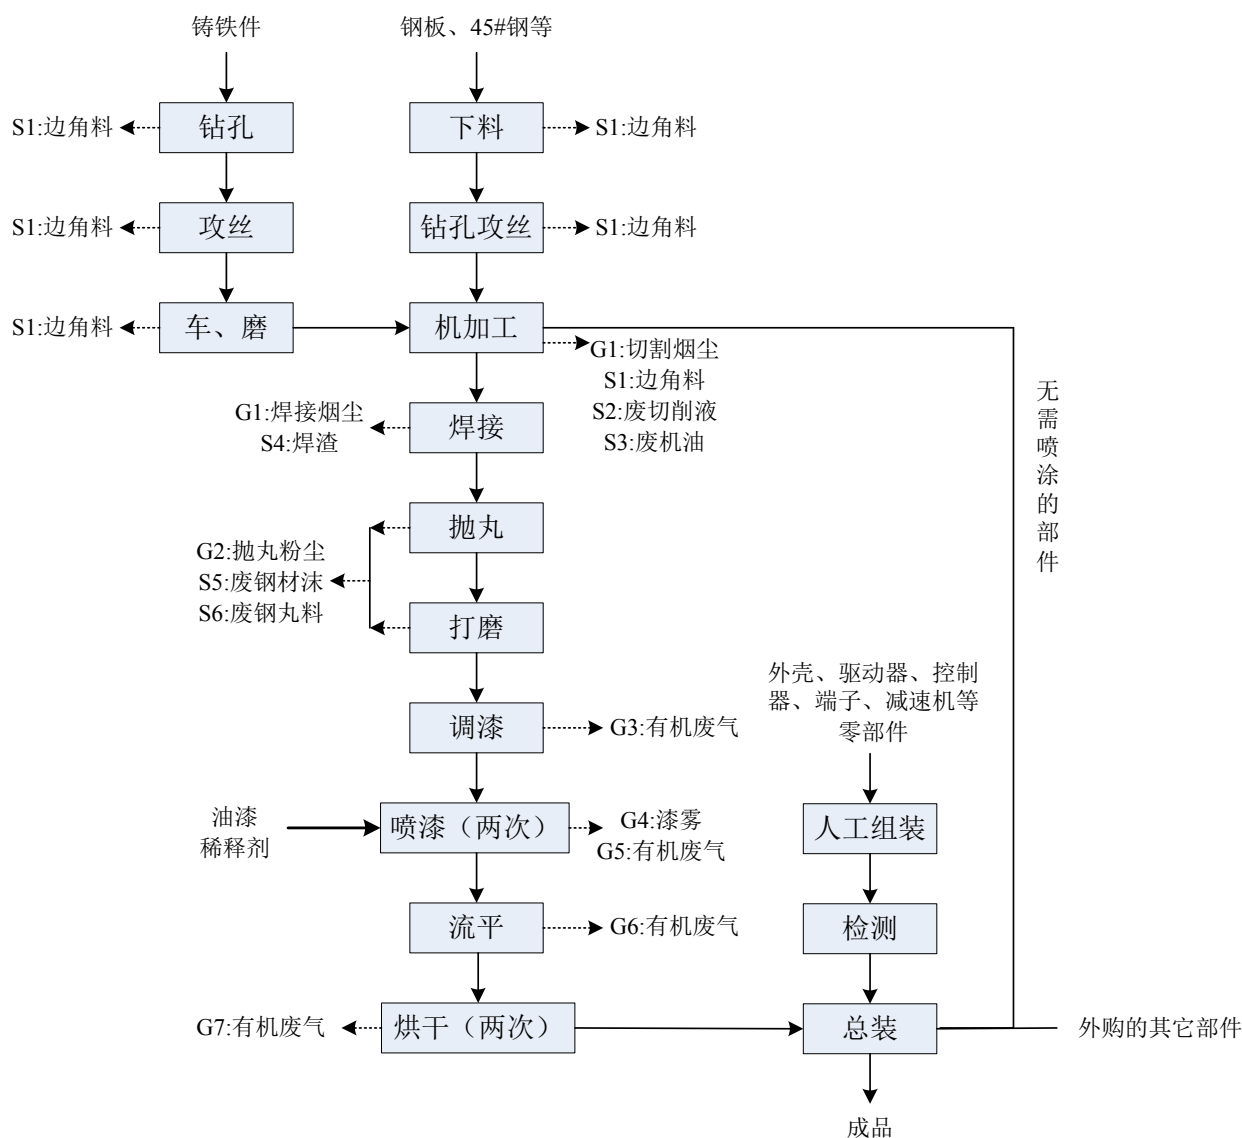 铸铁件
钢板、45#钢等
S1:边角料
钻孔
下料
S1:边角料
S1:边角料
攻丝
钻孔攻丝
S1:边角料
S1:边角料
车、磨
机加工
G1:切割烟尘
S1:边角料
S2:废切削液
S3:废机油
无需喷涂的部件
G1:焊接烟尘
S4:焊渣
焊接
抛丸
G2:抛丸粉尘
S5:废钢材沫
S6:废钢丸料
打磨
外壳、驱动器、控制
器、端子、减速机等
零部件
调漆
G3:有机废气
油漆
稀释剂
喷漆（两次）
G4:漆雾
G5:有机废气
人工组装
流平
G6:有机废气
检测
G7:有机废气
烘干（两次）
总装
外购的其它部件
成品